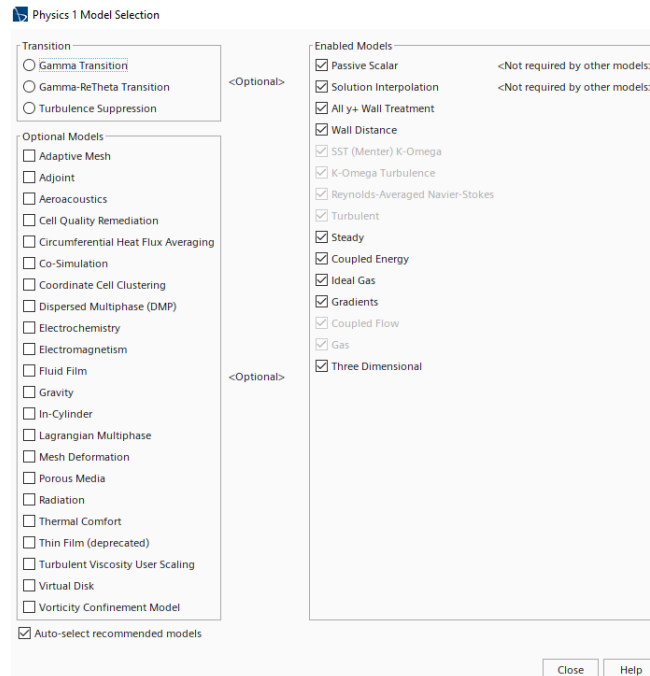 Physics 1 Model Selection
Transition
Gamma Transition
Gamma-ReTheta Transition
Turbulence Suppression
<Optional>
Optional Models
Adaptive Mesh
Adjoint
Aeroacoustics
Cell Quality Remediation
Circumferential Heat Flux Averaging
Co-Simulation
Coordinate Cell Clustering
Dispersed Multiphase (DMP)
Electrochemistry
Electromagnetism
Fluid Film
Gravity
In-Cylinder
Lagrangian Multiphase
Mesh Deformation
Porous Media
Radiation
Thermal Comfort
Thin Film (deprecated)
Turbulent Viscosity User Scaling
Virtual Disk
Vorticity Confinement Model
<Optional>
Auto-select recommended models
Enabled Models
Passive Scalar <Not required by other models>
Solution Interpolation <Not required by other models>
All y+ Wall Treatment
Wall Distance
SST (Menter) K-Omega
K-Omega Turbulence
Reynolds-Averaged Navier-Stokes
Turbulent
Steady
Coupled Energy
Ideal Gas
Gradients
Coupled Flow
Gas
Three Dimensional
Close Help